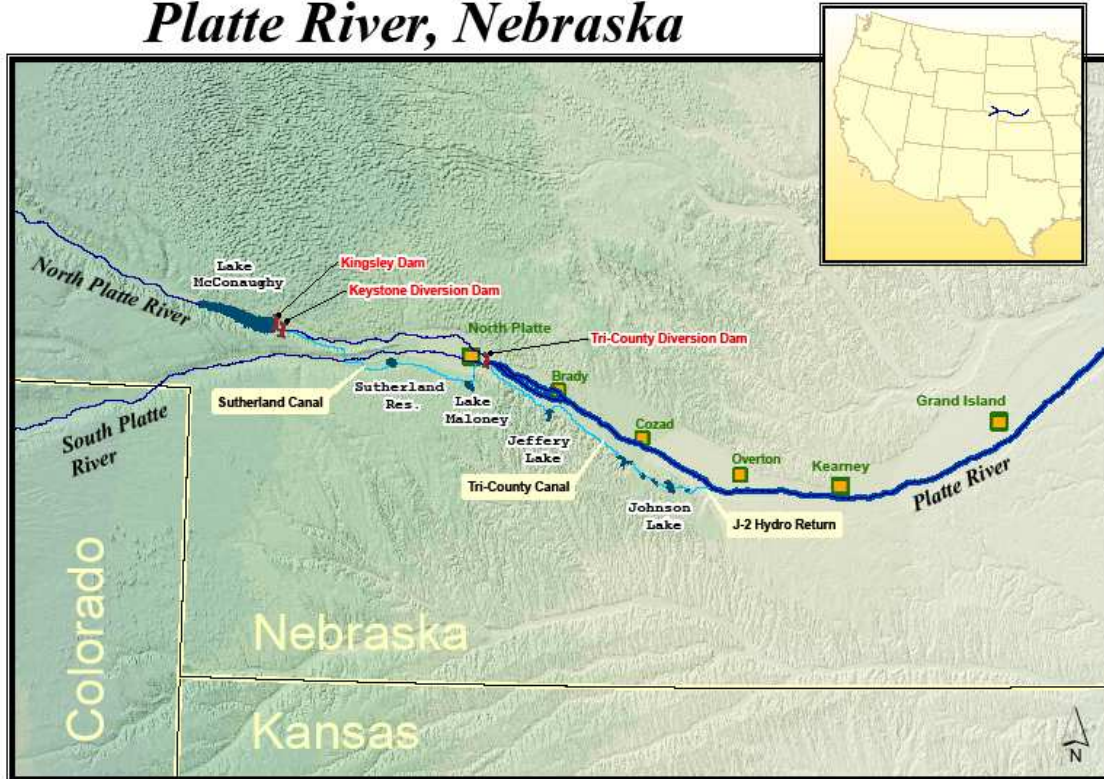 Platte River, Nebraska
Lake
McConaughy
Kingsley Dam
Keystone Diversion Dam
North Platte River
North Platte
Tri-County Diversion Dam
Brady
Sutherland
Res.
Sutherland Canal
Lake
Maloney
South Platte
River
Jeffery
Lake
Cozad
Grand Island
Tri-County Canal
Overton
Kearney
Platte River
Johnson
Lake
J-2 Hydro Return
Colorado
Nebraska
Kansas
N